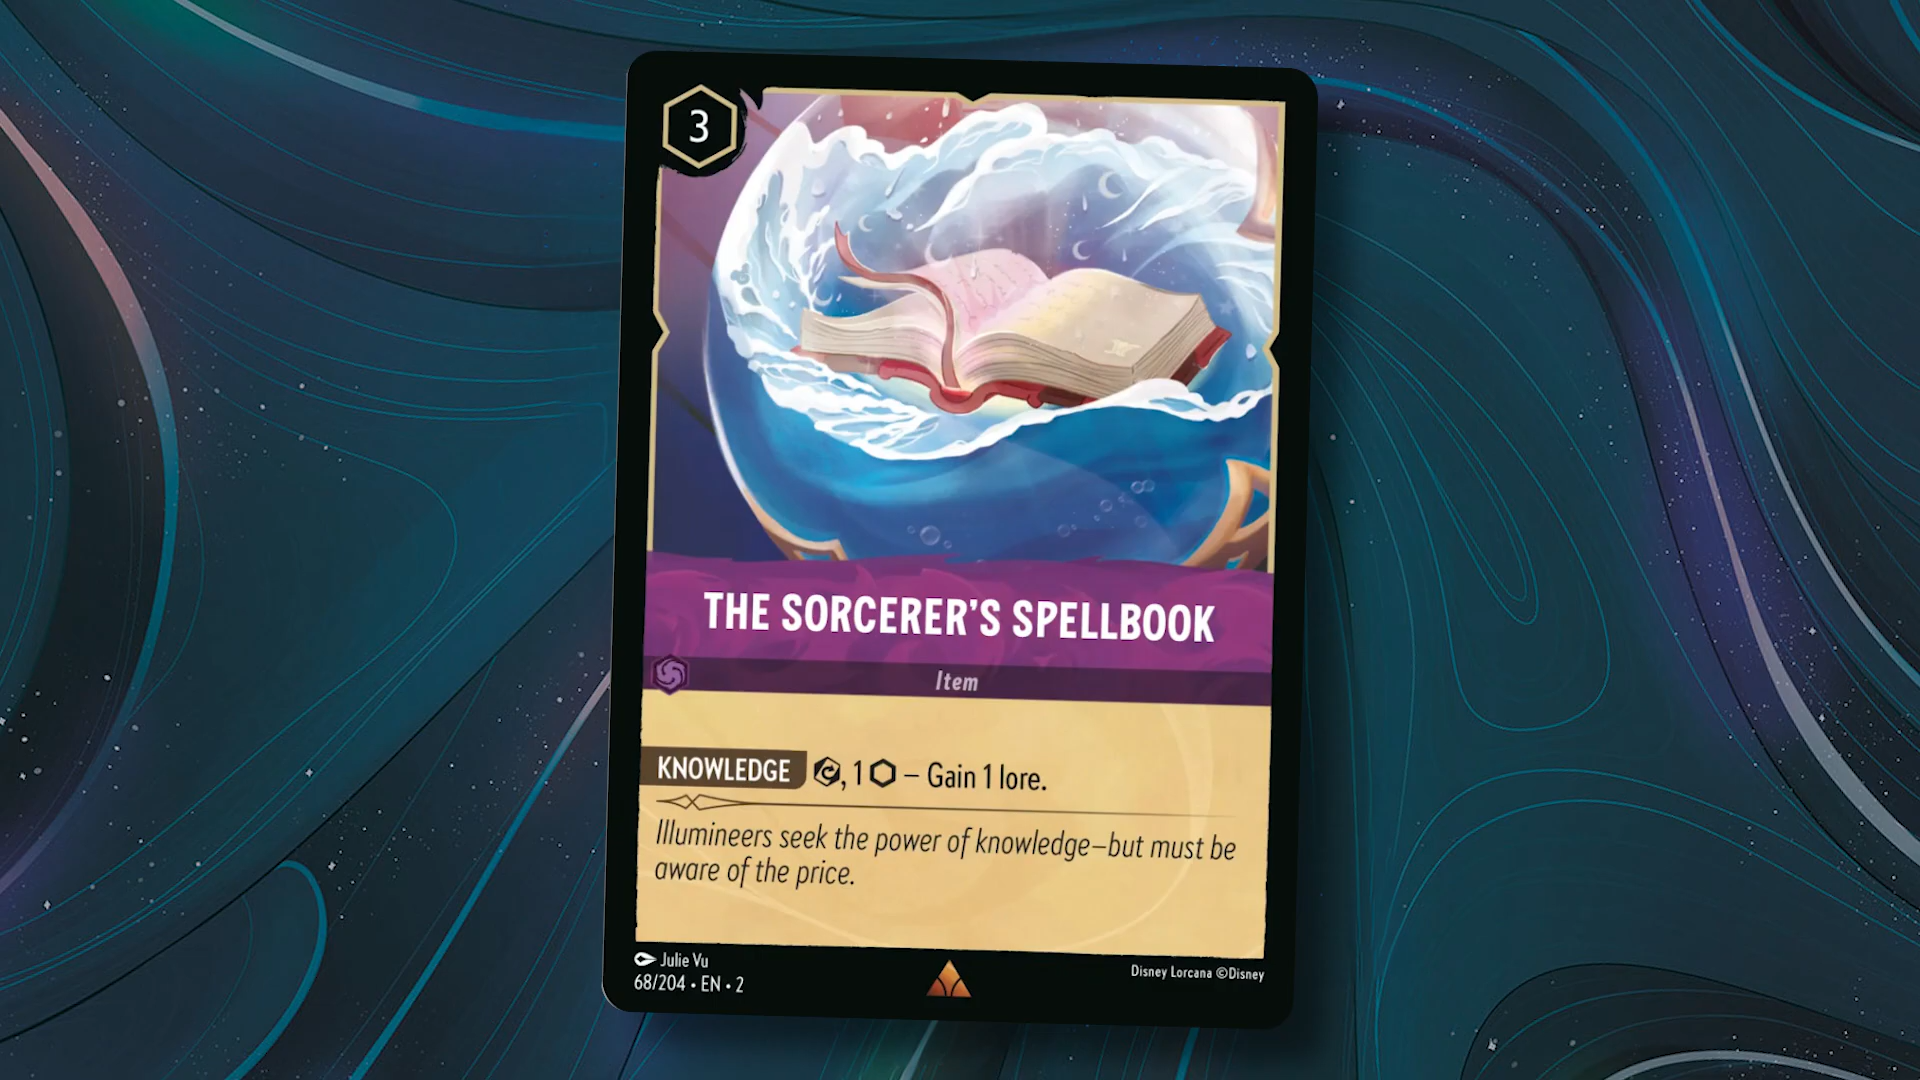 3
THE SORCERER’S SPELLBOOK
Item
KNOWLEDGE , 1 – Gain 1 lore.
Illumineers seek the power of knowledge–but must be
aware of the price.
Julie Vu
68/204 • EN • 2
Disney Lorcana ©Disney